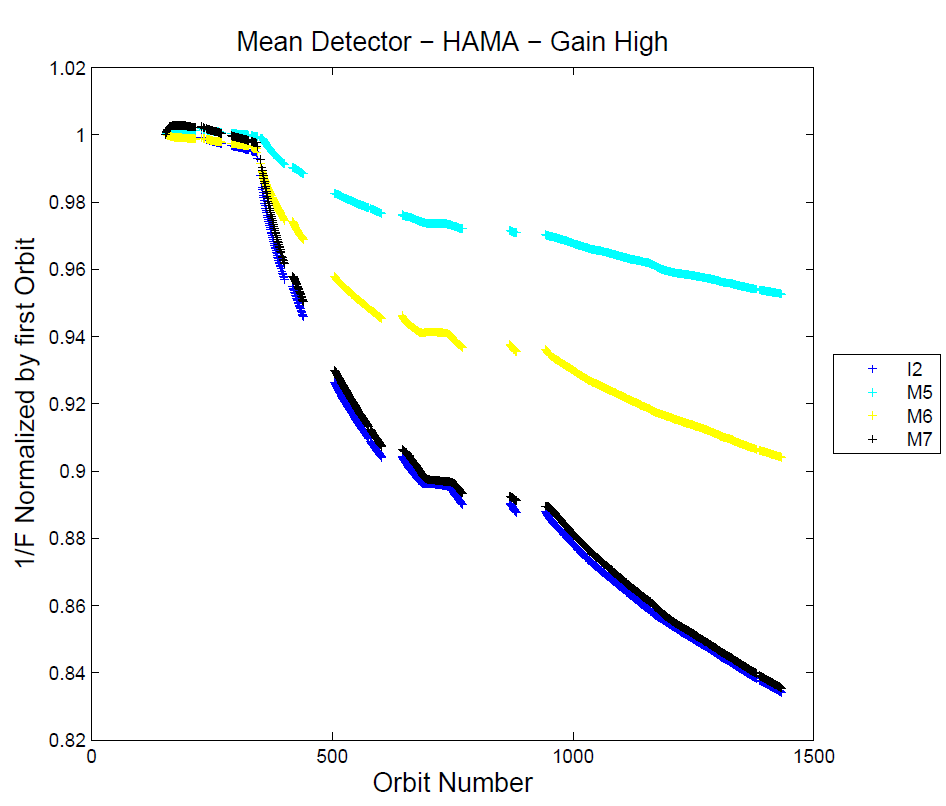 Mean Detector − HAMA − Gain High
1.02
1
0.98
0.96
0.94
0.92
0.9
0.88
0.86
0.84
0.82
1/F Normalized by first Orbit
0 500 1000 1500
Orbit Number
I2
M5
M6
M7